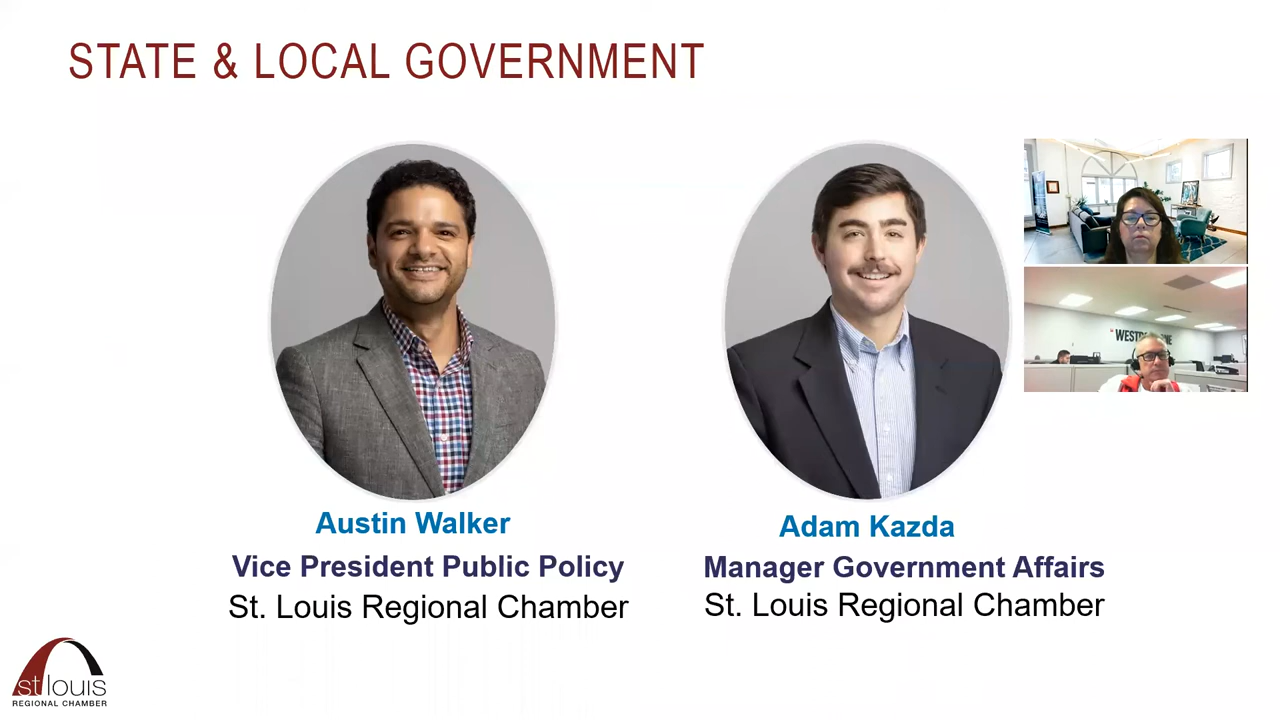 STATE & LOCAL GOVERNMENT
Austin Walker
Vice President Public Policy
St. Louis Regional Chamber
Adam Kazda
Manager Government Affairs
St. Louis Regional Chamber
st louis
REGIONAL CHAMBER